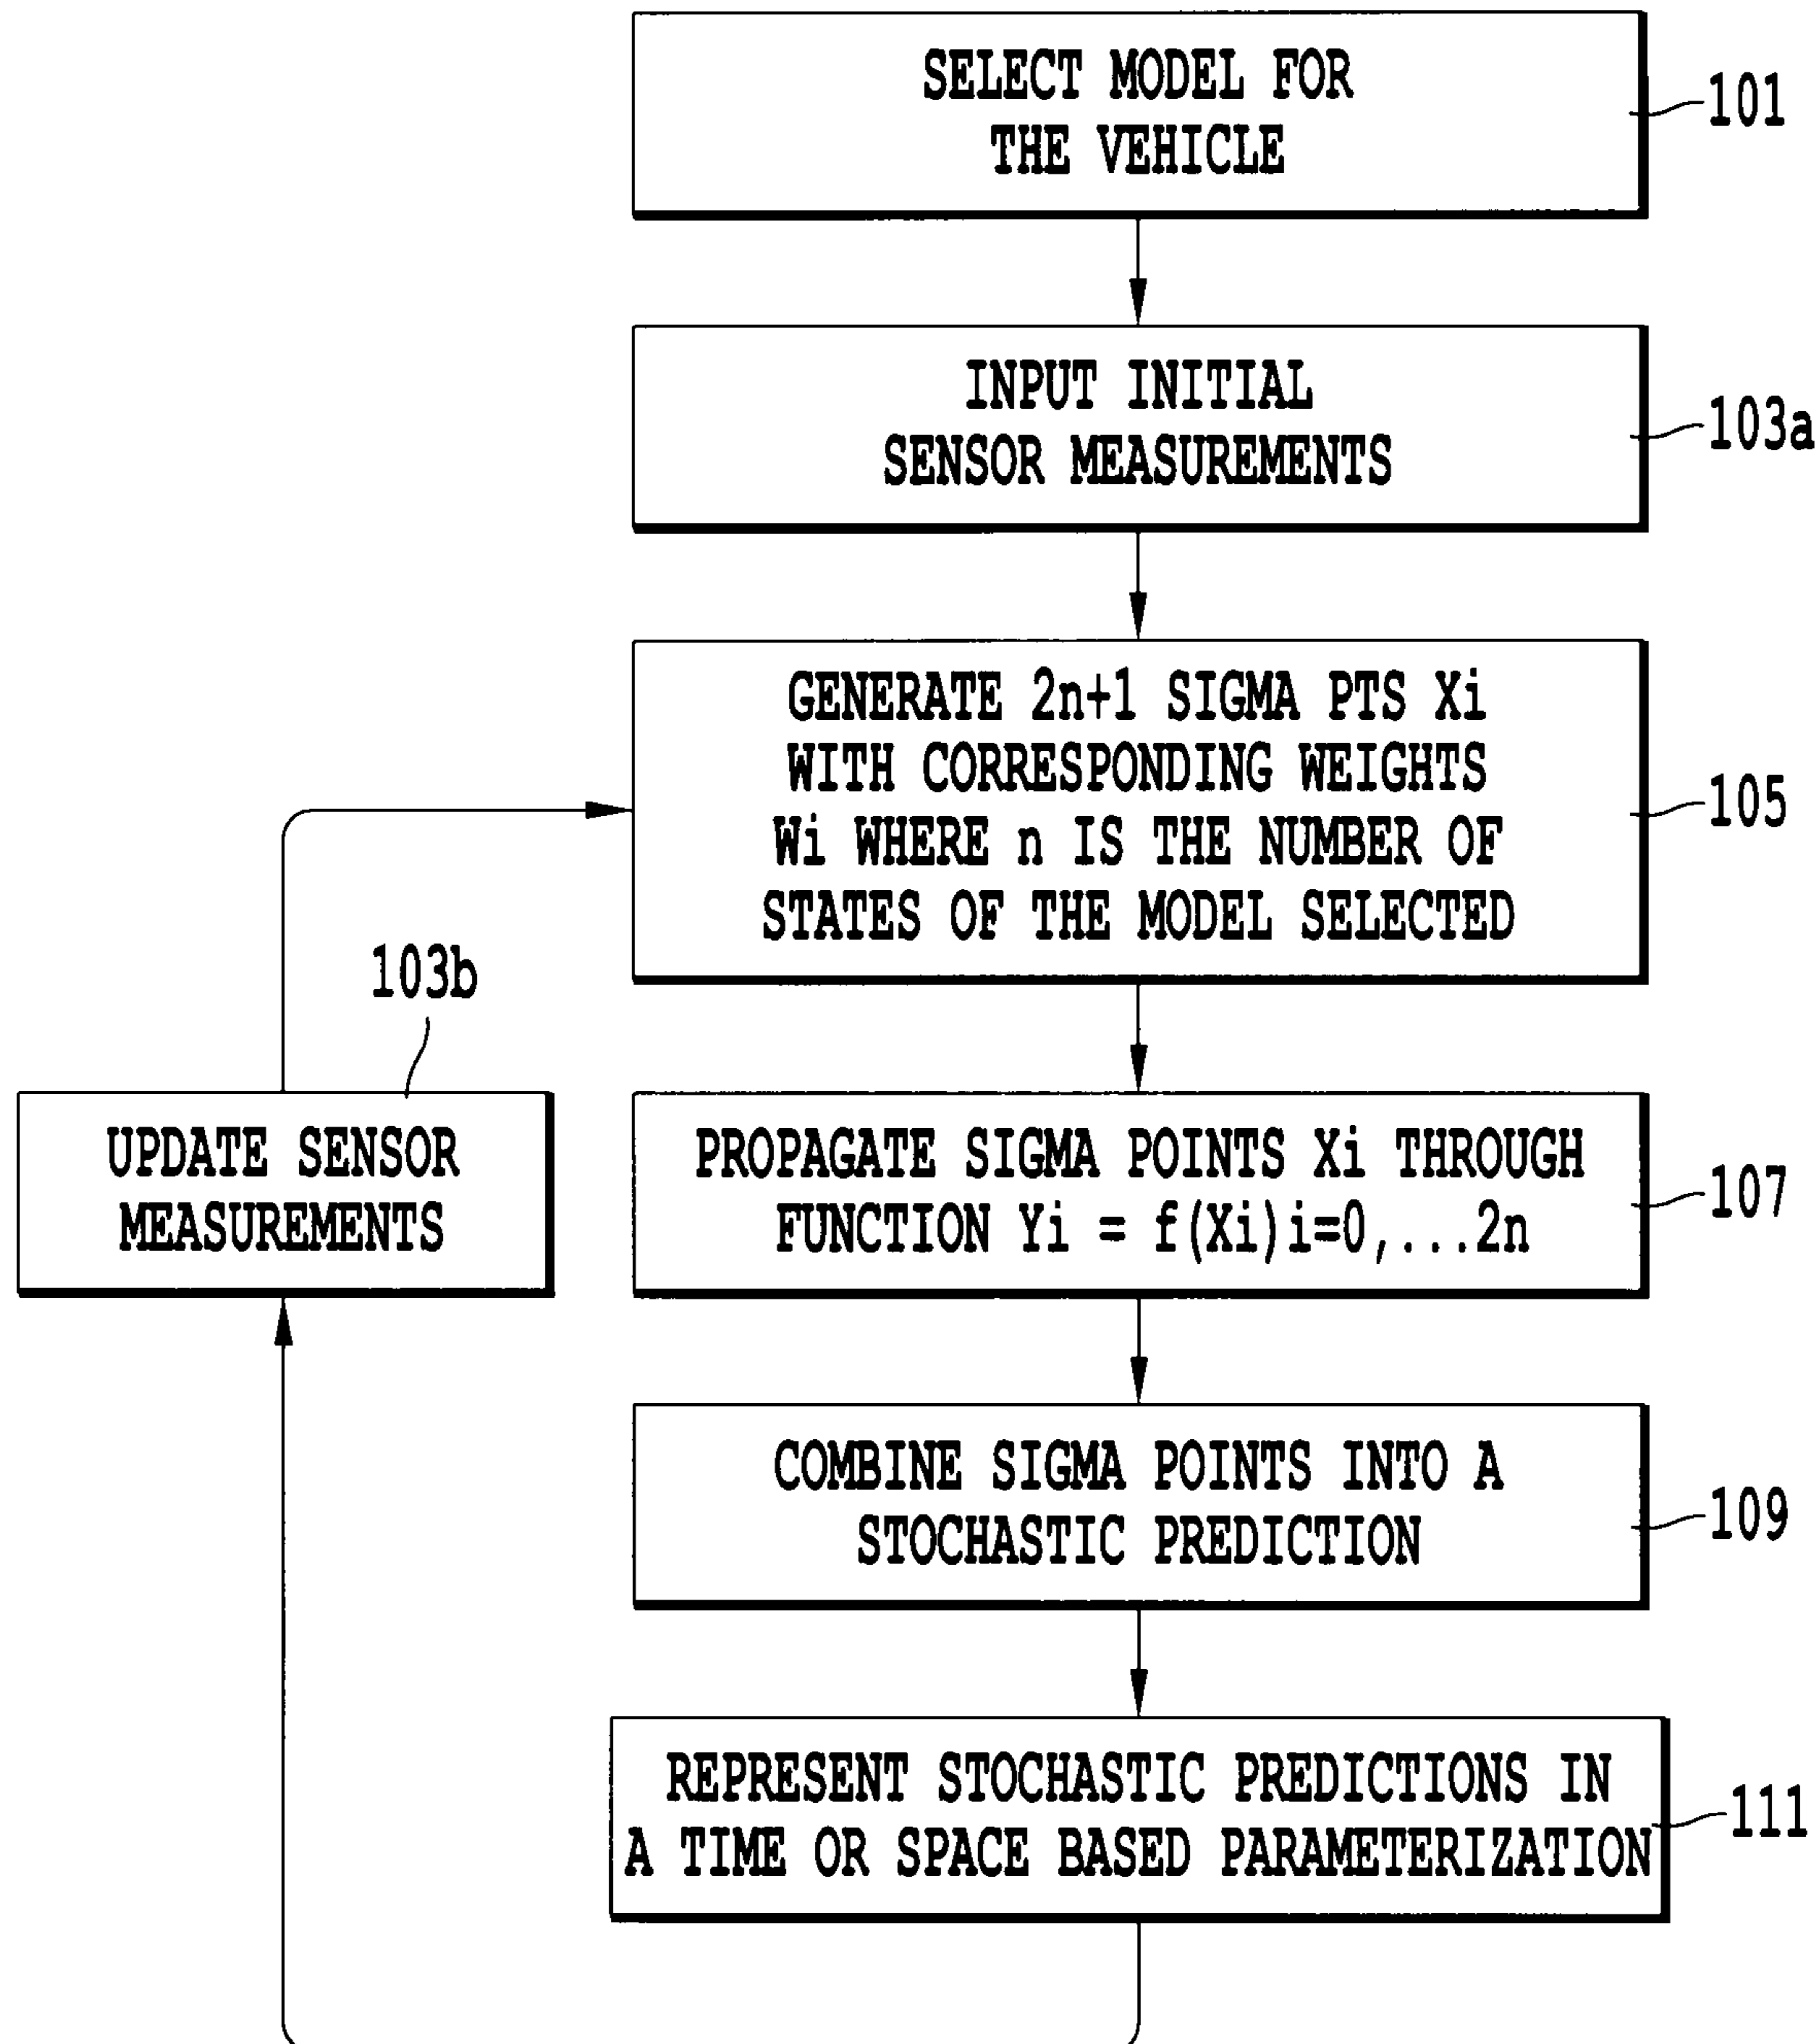 SELECT MODEL FOR
THE VEHICLE
101
INPUT INITIAL
SENSOR MEASUREMENTS
103a
GENERATE 2n+1 SIGMA PTS Xi
WITH CORRESPONDING WEIGHTS
Wi WHERE n IS THE NUMBER OF
STATES OF THE MODEL SELECTED
105
103b
UPDATE SENSOR
MEASUREMENTS
PROPAGATE SIGMA POINTS Xi THROUGH
FUNCTION Yi = f(Xi)i=0,...2n
107
COMBINE SIGMA POINTS INTO A
STOCHASTIC PREDICTION
109
REPRESENT STOCHASTIC PREDICTIONS IN
A TIME OR SPACE BASED PARAMETERIZATION
111